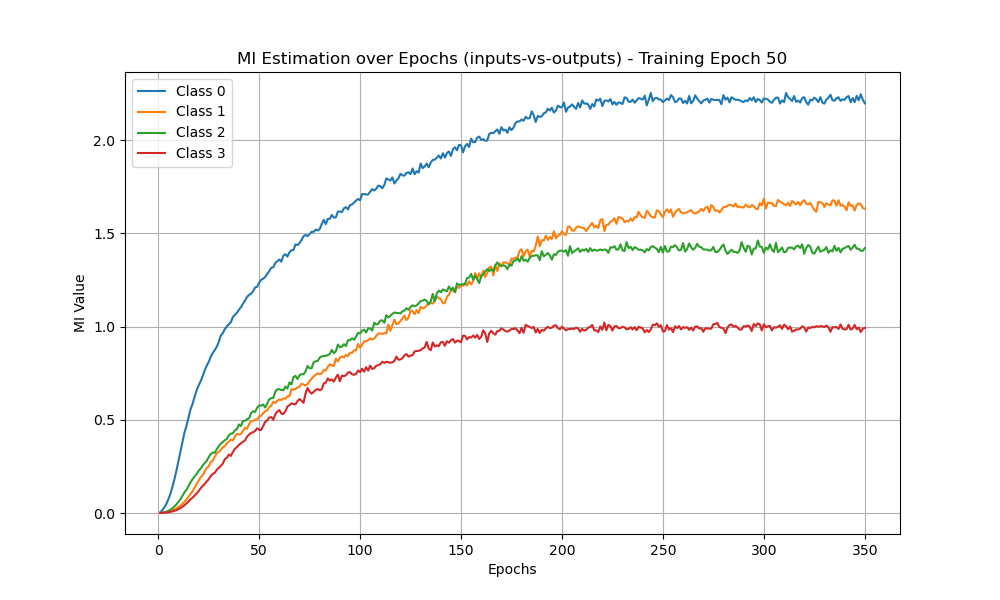 MI Estimation over Epochs (inputs-vs-outputs) - Training Epoch 50
Class 0
Class 1
Class 2
Class 3
MI Value
2.0
1.5
1.0
0.5
0.0
0 50 100 150 200 250 300 350
Epochs